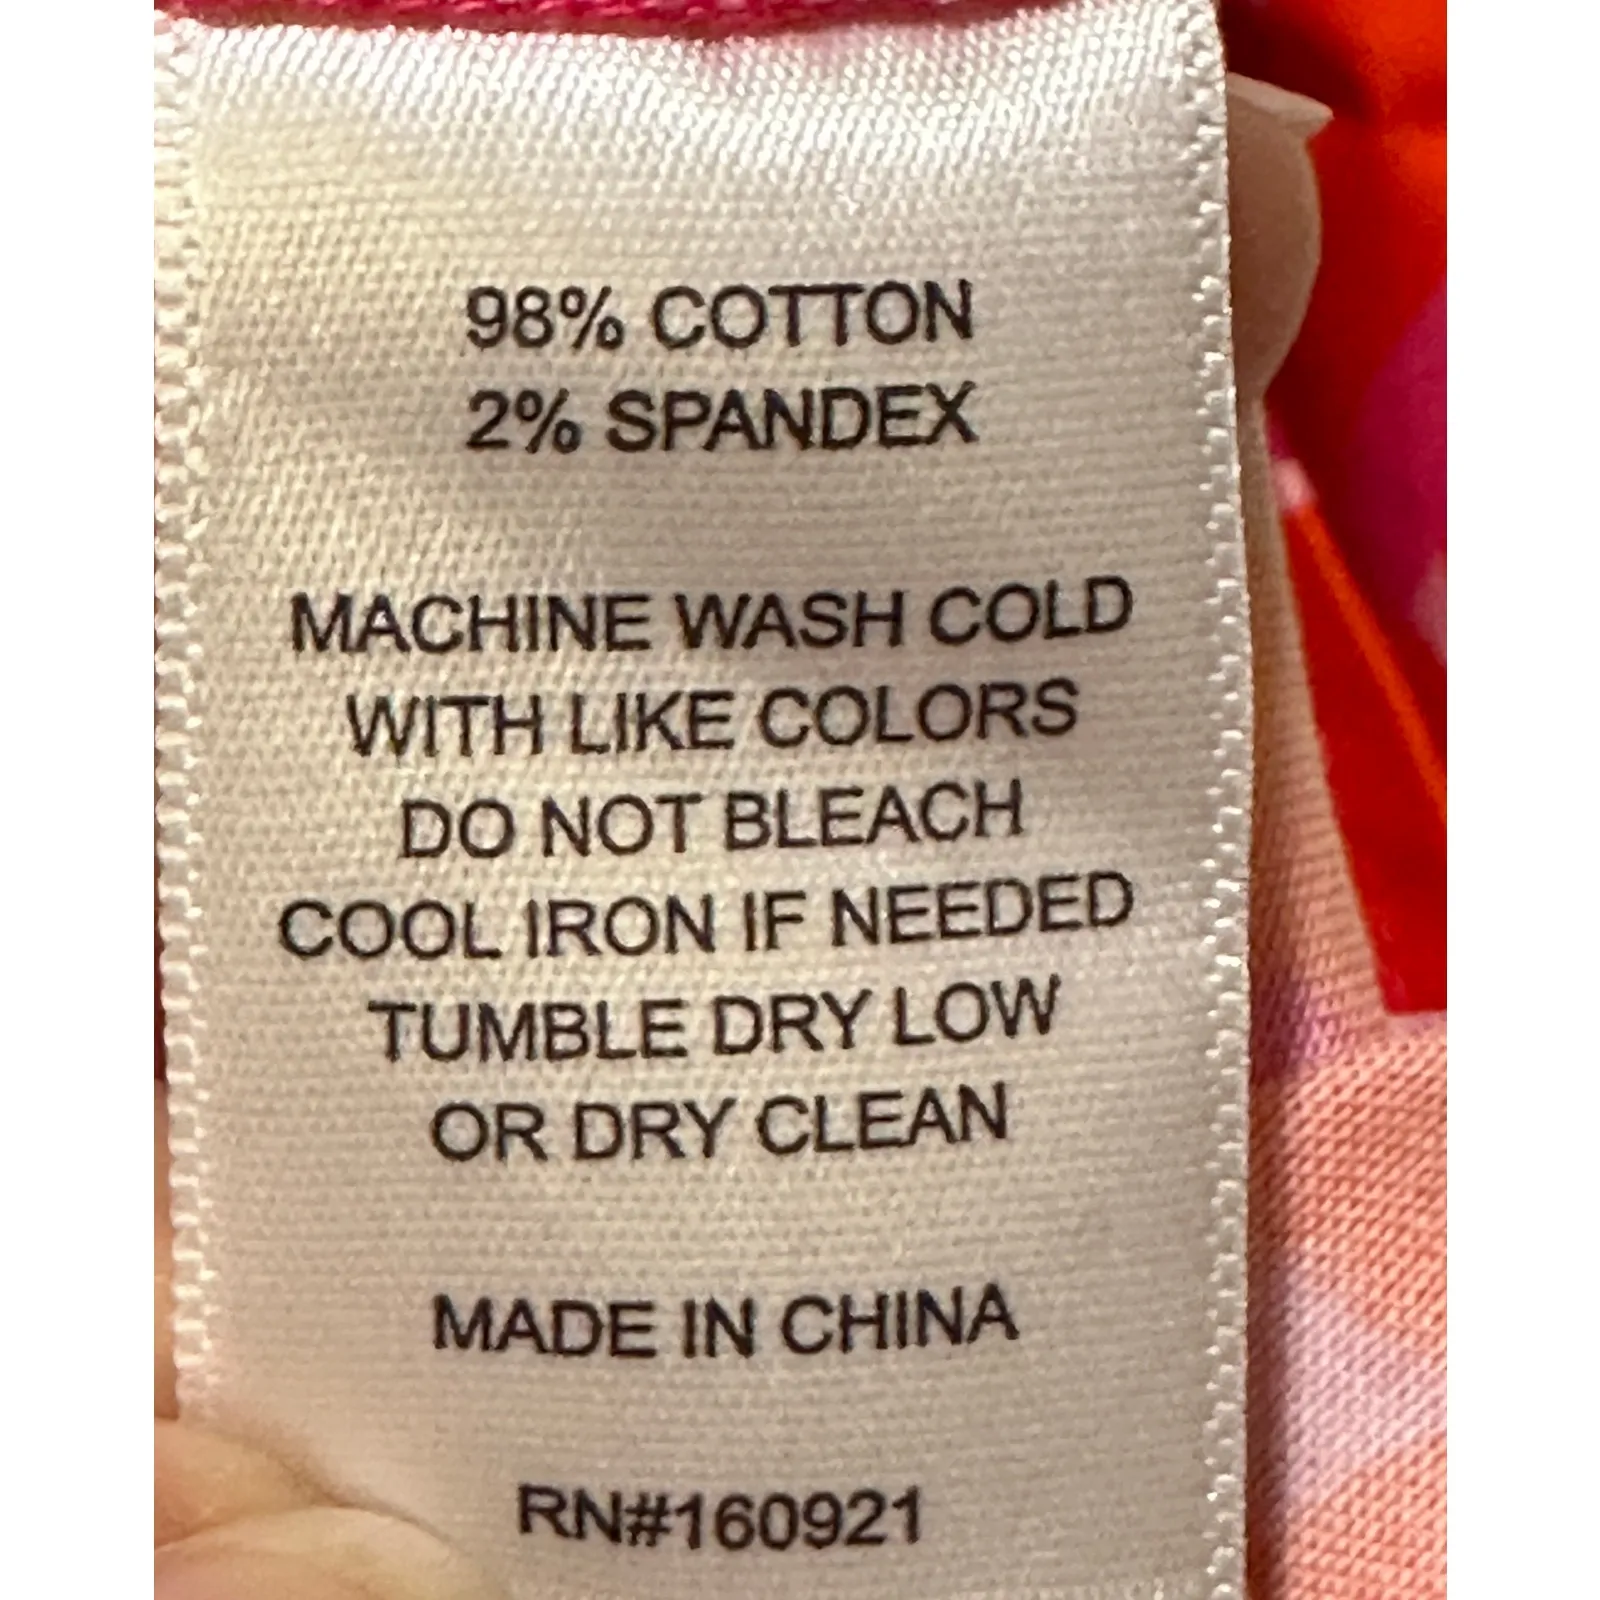 98% COTTON
2% SPANDEX
MACHINE WASH COLD
WITH LIKE COLORS
DO NOT BLEACH
COOL IRON IF NEEDED
TUMBLE DRY LOW
OR DRY CLEAN
MADE IN CHINA
RN#160921